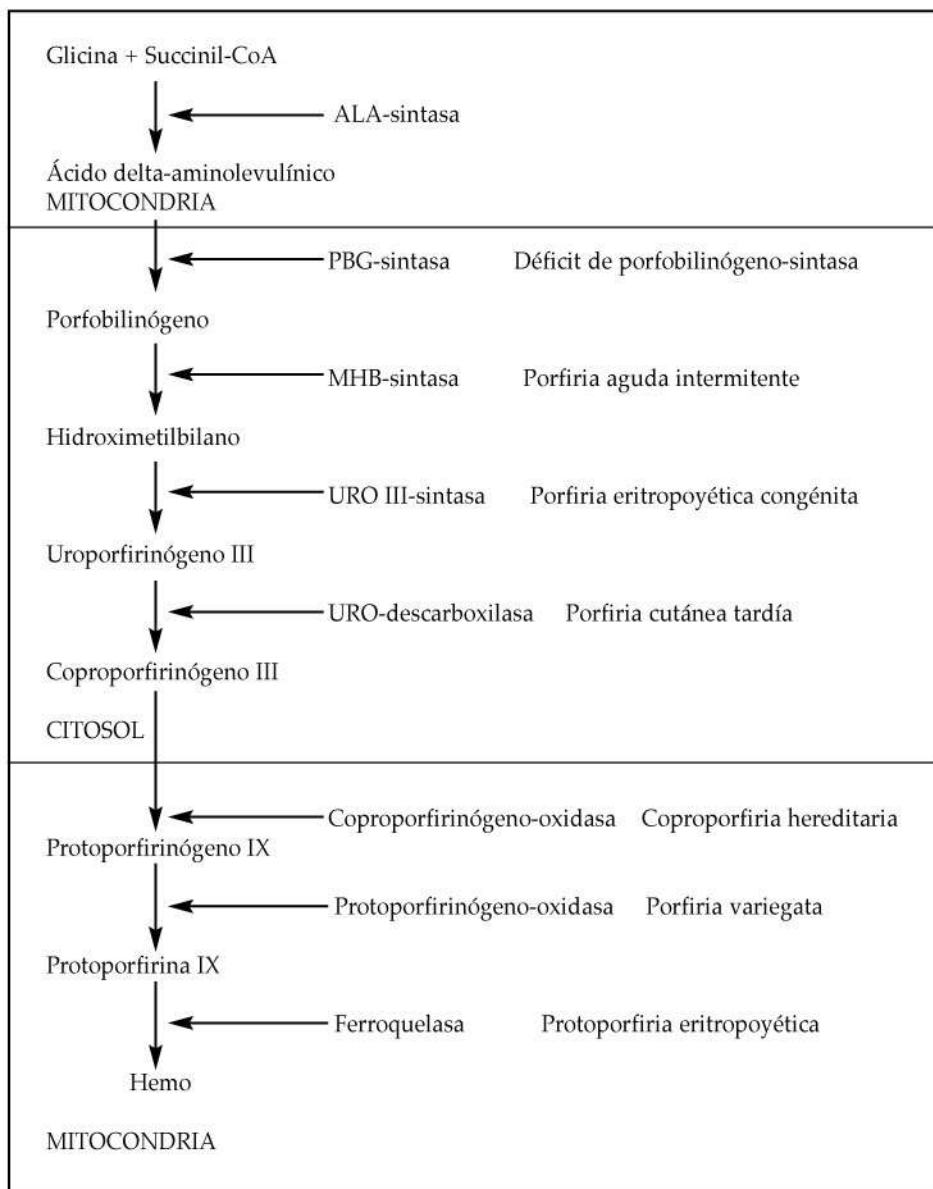 Glicina + Succinil-CoA
ALA-sintasa
Ácido delta-aminolevulínico
MITOCONDRIA
PBG-sintasa Déficit de porfobilinógeno-sintasa
Porfobilinógeno
MHB-sintasa Porfiria aguda intermitente
Hidroximetilbilano
URO III-sintasa Porfiria eritropoyética congénita
Uroporfirinógeno III
URO-descarboxilasa Porfiria cutánea tardía
Coproporfirinógeno III
CITOSOL
Coproporfirinógeno-oxidasa Coproporfiria hereditaria
Protoporfirinógeno IX
Protoporfirinógeno-oxidasa Porfiria variegata
Protoporfirina IX
Ferroquelasa Protoporfiria eritropoyética
Hemo
MITOCONDRIA